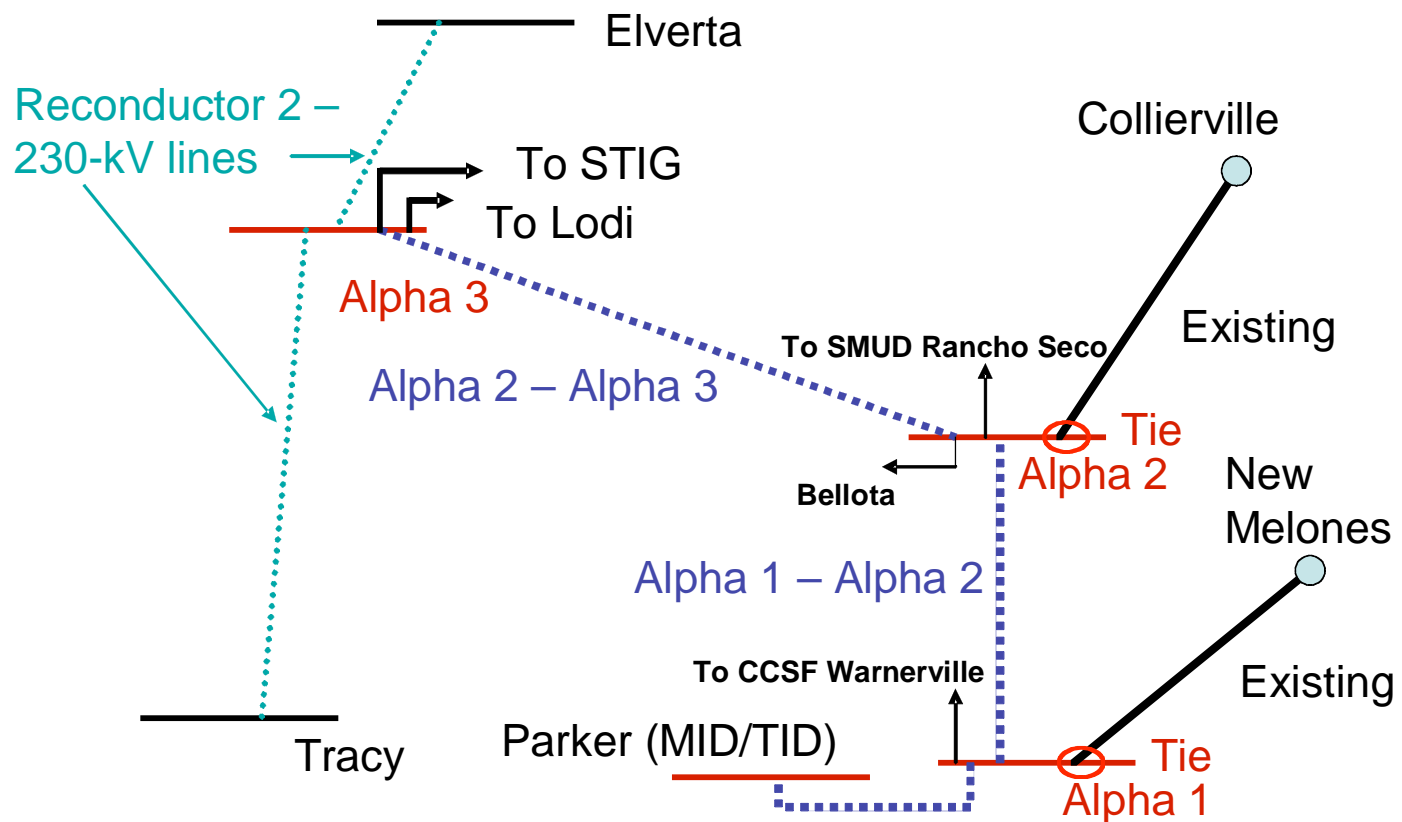 Elverta
Reconductor 2 –
230-kV lines
To STIG
To Lodi
Collierville
Alpha 3
Existing
To SMUD Rancho Seco
Alpha 2 – Alpha 3
Tie
Alpha 2
Bellota
New
Melones
Alpha 1 – Alpha 2
To CCSF Warnerville
Existing
Parker (MID/TID)
Tracy
Tie
Alpha 1